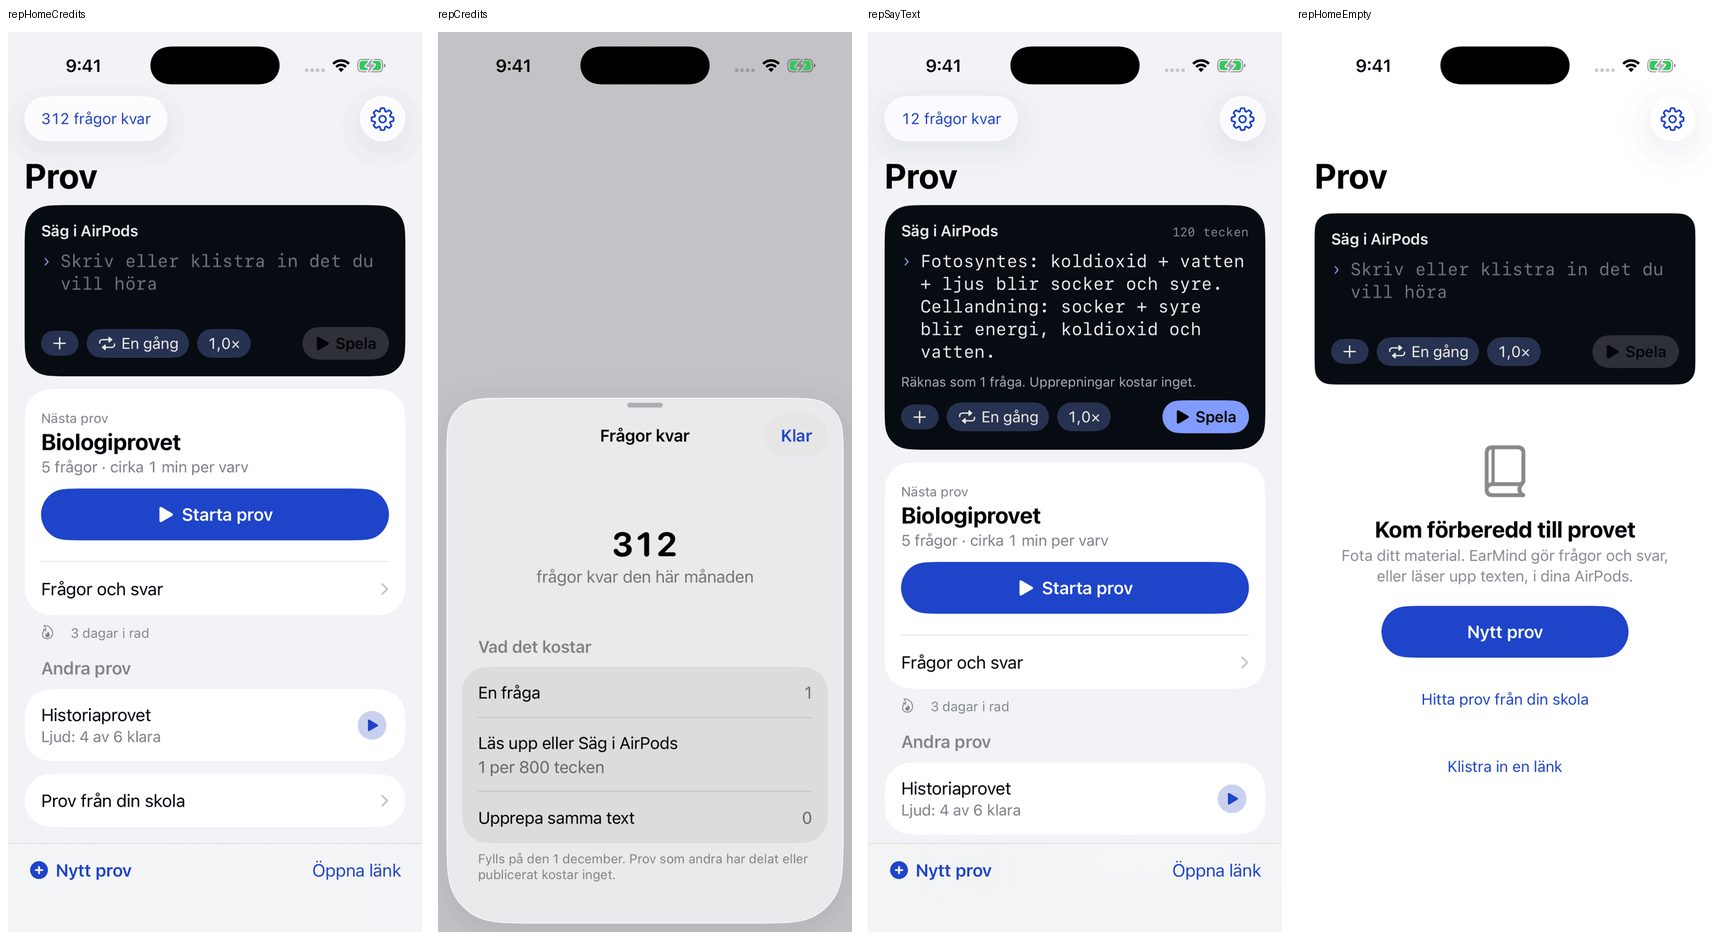 repHomeCredits
9:41
312 frågor kvar
Prov
Säg i AirPods
› Skriv eller klistra in det du
vill höra
+
En gång
1,0×
Spela
Nästa prov
Biologiprovet
5 frågor · cirka 1 min per varv
Starta prov
Frågor och svar
3 dagar i rad
Andra prov
Historiaprovet
Ljud: 4 av 6 klara
Prov från din skola
Nytt prov
Öppna länk
repCredits
9:41
Frågor kvar
Klar
312
frågor kvar den här månaden
Vad det kostar
En fråga 1
Läs upp eller Säg i AirPods
1 per 800 tecken
Upprepa samma text 0
Fylls på den 1 december. Prov som andra har delat eller
publicerat kostar inget.
repSayText
9:41
12 frågor kvar
Prov
Säg i AirPods
120 tecken
› Fotosyntes: koldioxid + vatten
+ ljus blir socker och syre.
Cellandning: socker + syre
blir energi, koldioxid och
vatten.
Räknas som 1 fråga. Upprepningar kostar inget.
+
En gång
1,0×
Spela
Nästa prov
Biologiprovet
5 frågor · cirka 1 min per varv
Starta prov
Frågor och svar
3 dagar i rad
Andra prov
Historiaprovet
Ljud: 4 av 6 klara
Nytt prov
Öppna länk
repHomeEmpty
9:41
Prov
Säg i AirPods
› Skriv eller klistra in det du
vill höra
+
En gång
1,0×
Spela
Kom förberedd till provet
Fota ditt material. EarMind gör frågor och svar,
eller läser upp texten, i dina AirPods.
Nytt prov
Hitta prov från din skola
Klistra in en länk